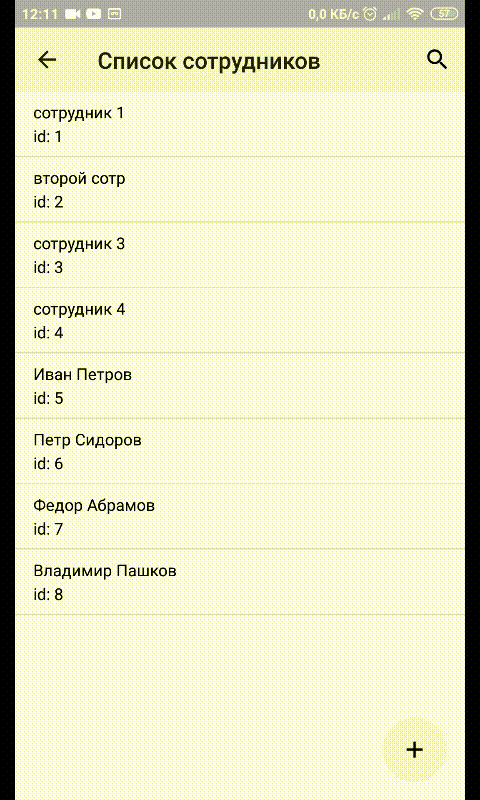 12:11 0,0 КБ/с 57
Список сотрудников
сотрудник 1
id: 1
второй сотр
id: 2
сотрудник 3
id: 3
сотрудник 4
id: 4
Иван Петров
id: 5
Петр Сидоров
id: 6
Федор Абрамов
id: 7
Владимир Пашков
id: 8